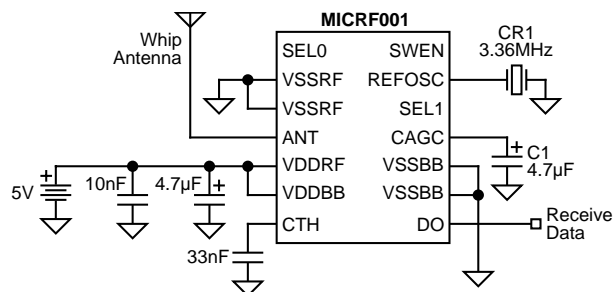 MICRF001
Whip
Antenna
SEL0
VSSRF
VSSRF
ANT
VDDRF
VDDBB
CTH
SWEN
REFOSC
SEL1
CAGC
VSSBB
VSSBB
DO
CR1
3.36MHz
+
C1
4.7µF
+
5V
10nF
4.7µF
+
33nF
Receive
Data